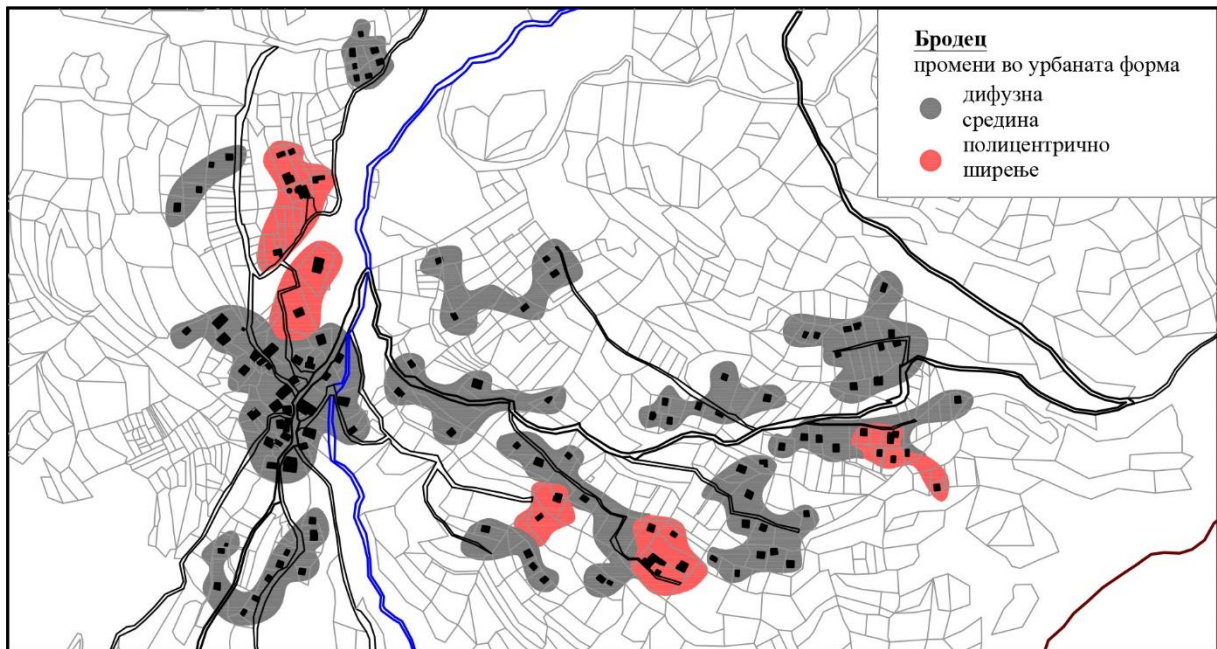 Бродец
промени во урбаната форма
дифузна
средина
полицентрично
ширење